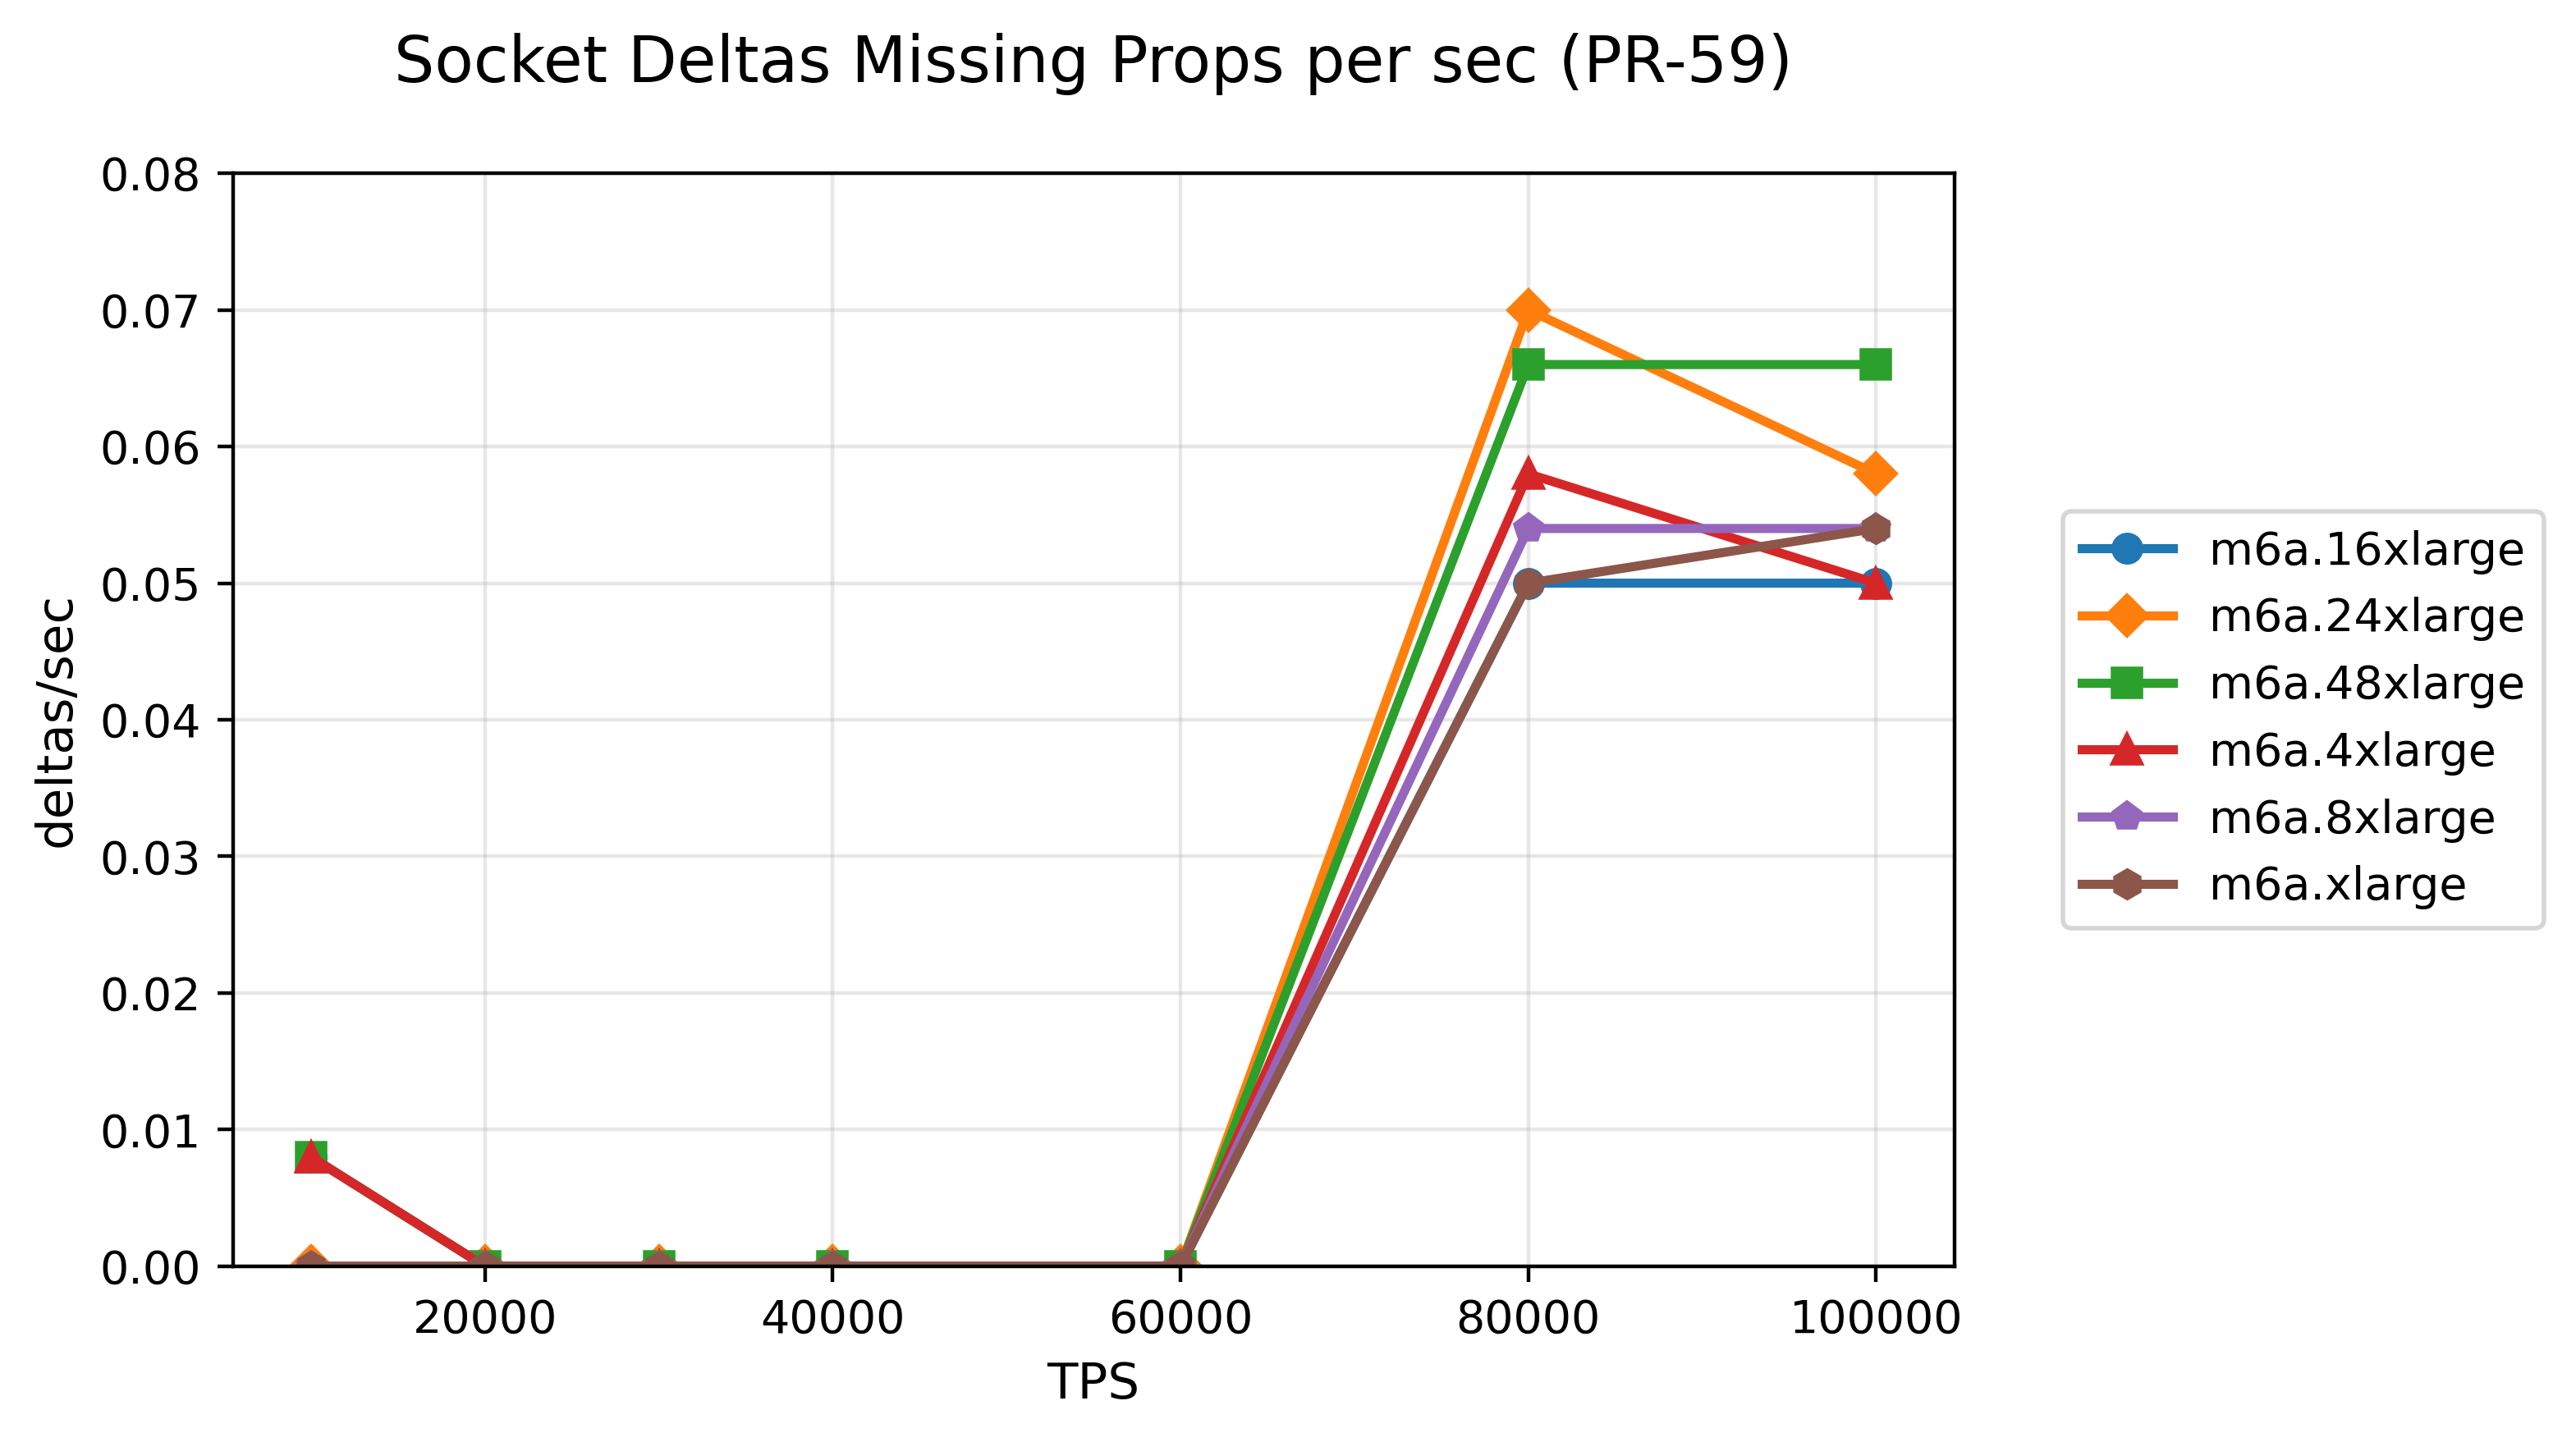 Socket Deltas Missing Props per sec (PR-59)
0.08
0.07
0.06
0.05
0.04
0.03
0.02
0.01
0.00
deltas/sec
20000 40000 60000 80000 100000
TPS
m6a.16xlarge
m6a.24xlarge
m6a.48xlarge
m6a.4xlarge
m6a.8xlarge
m6a.xlarge